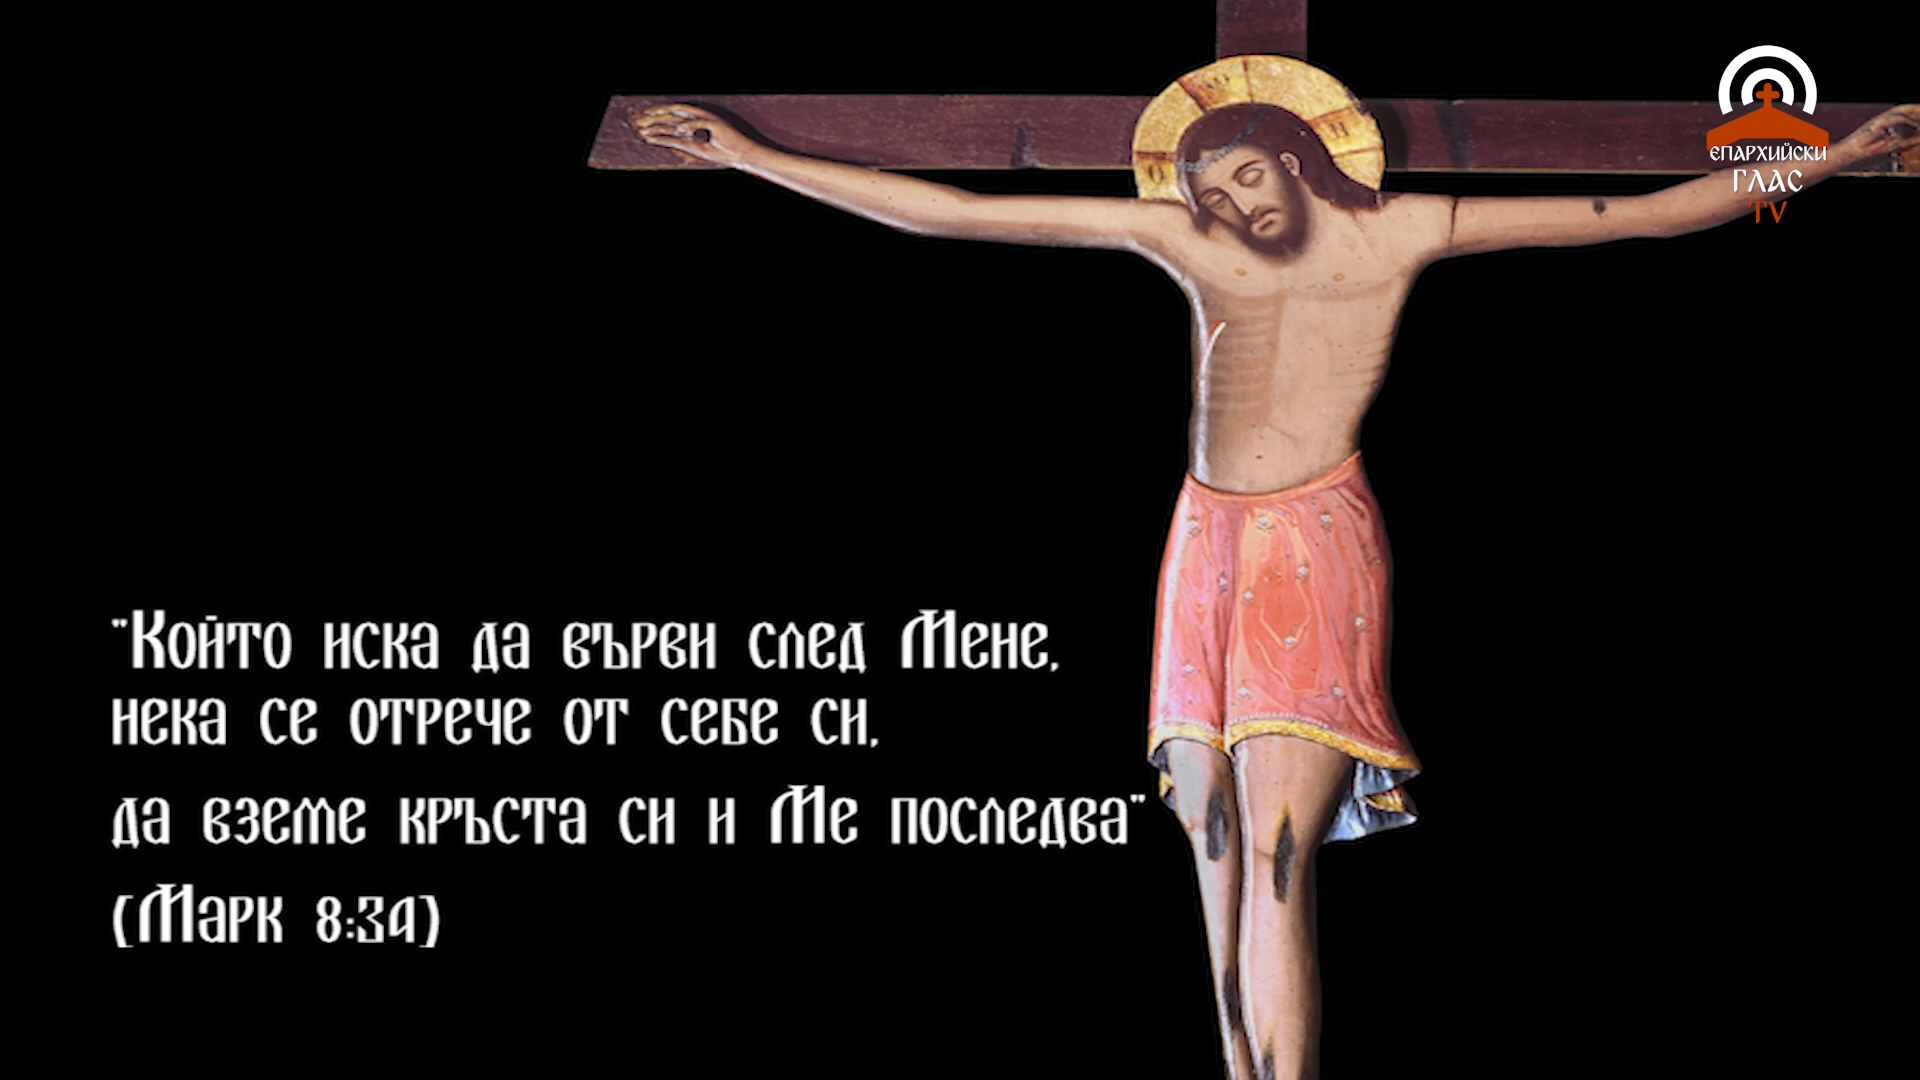 "Който иска да върви след Мене,
нека се отрече от себе си,
да вземе кръста си и Ме последва"
(Марк 8:34)
ЄПАРХИЙСКИ
ГЛАС
TV